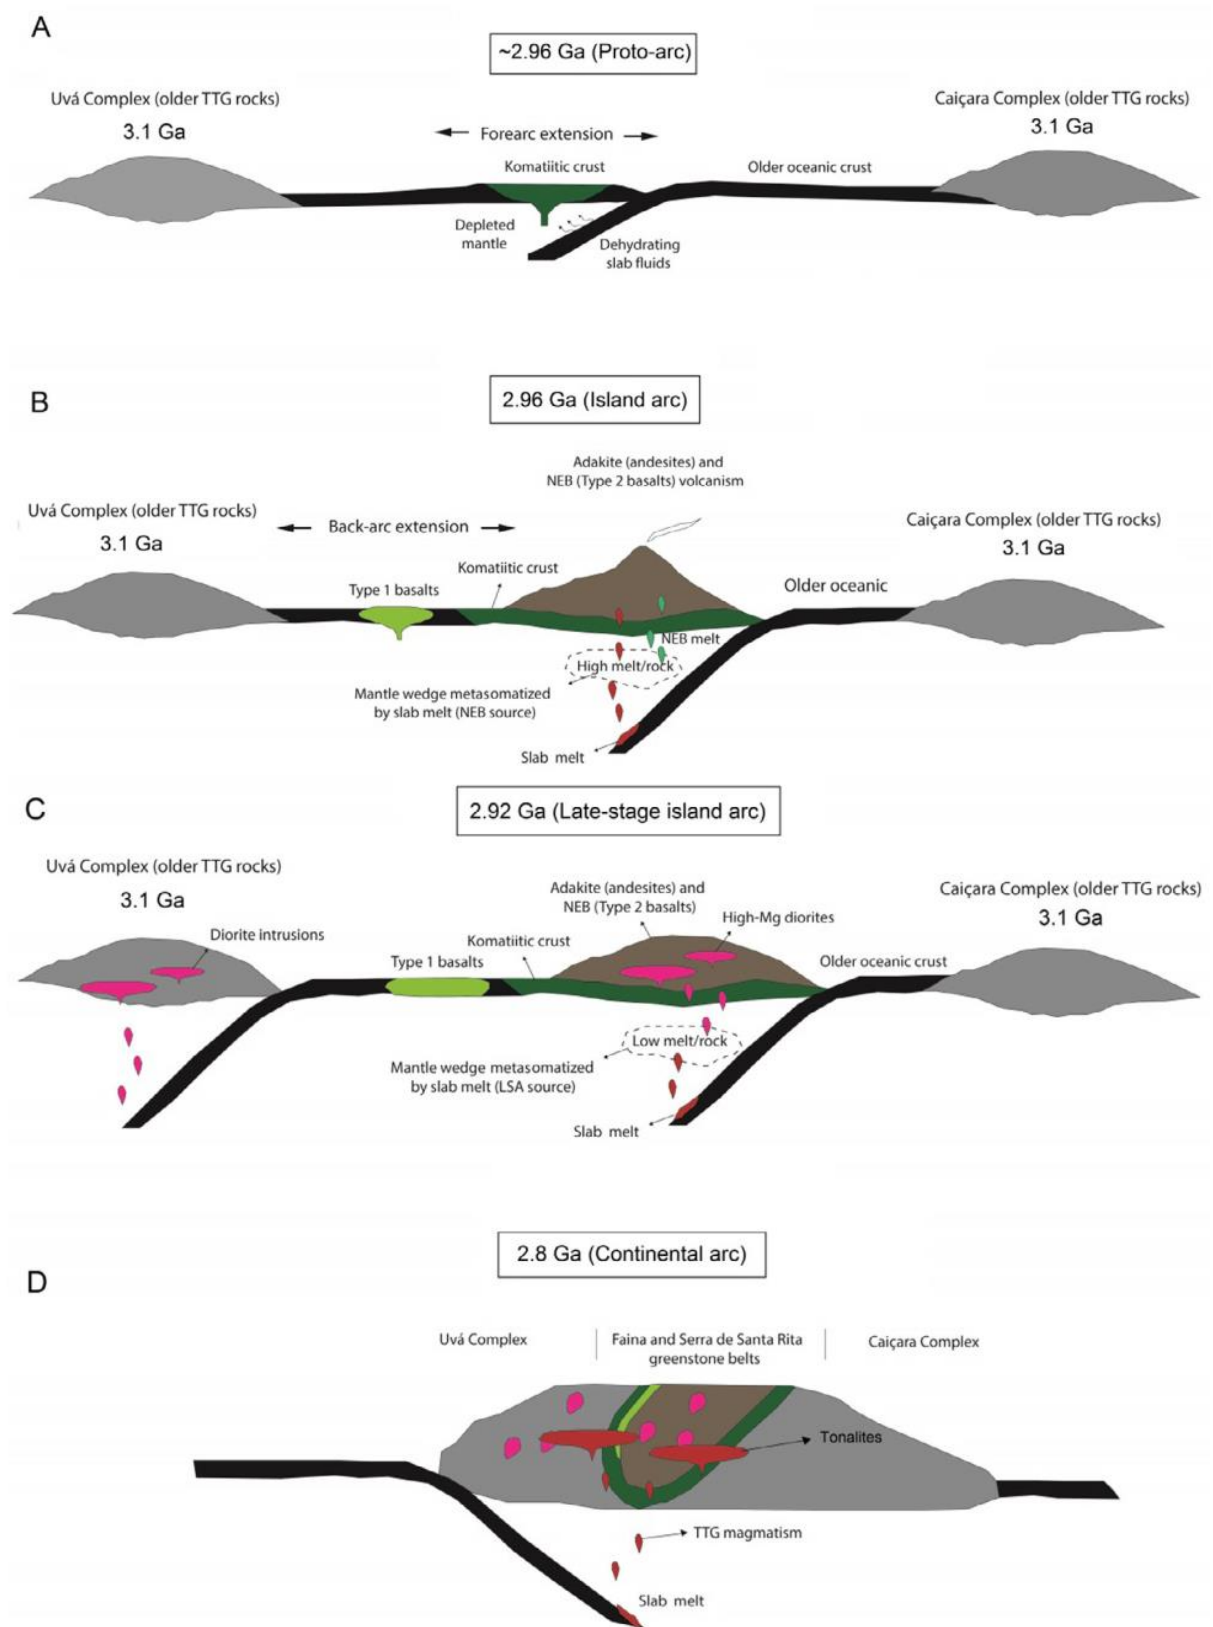 A
~2.96 Ga (Proto-arc)
Uvá Complex (older TTG rocks)
3.1 Ga
Caiçara Complex (older TTG rocks)
3.1 Ga
Forearc extension
Komatiitic crust
Older oceanic crust
Depleted
mantle
Dehydrating
slab fluids
B
2.96 Ga (Island arc)
Adakite (andesites) and
NEB (Type 2 basalts) volcanism
Uvá Complex (older TTG rocks)
3.1 Ga
Back-arc extension
Caiçara Complex (older TTG rocks)
3.1 Ga
Komatiitic crust
Type 1 basalts
Older oceanic
NEB melt
High melt/rock
Mantle wedge metasomatized
by slab melt (NEB source)
Slab melt
C
2.92 Ga (Late-stage island arc)
Uvá Complex (older TTG rocks)
3.1 Ga
Adakite (andesites) and
NEB (Type 2 basalts)
Caiçara Complex (older TTG rocks)
3.1 Ga
Diorite intrusions
High-Mg diorites
Komatiitic crust
Type 1 basalts
Older oceanic crust
Low melt/rock
Mantle wedge metasomatized
by slab melt (LSA source)
Slab melt
D
2.8 Ga (Continental arc)
Uvá Complex
Faina and Serra de Santa Rita
greenstone belts
Caiçara Complex
Tonalites
TTG magmatism
Slab melt